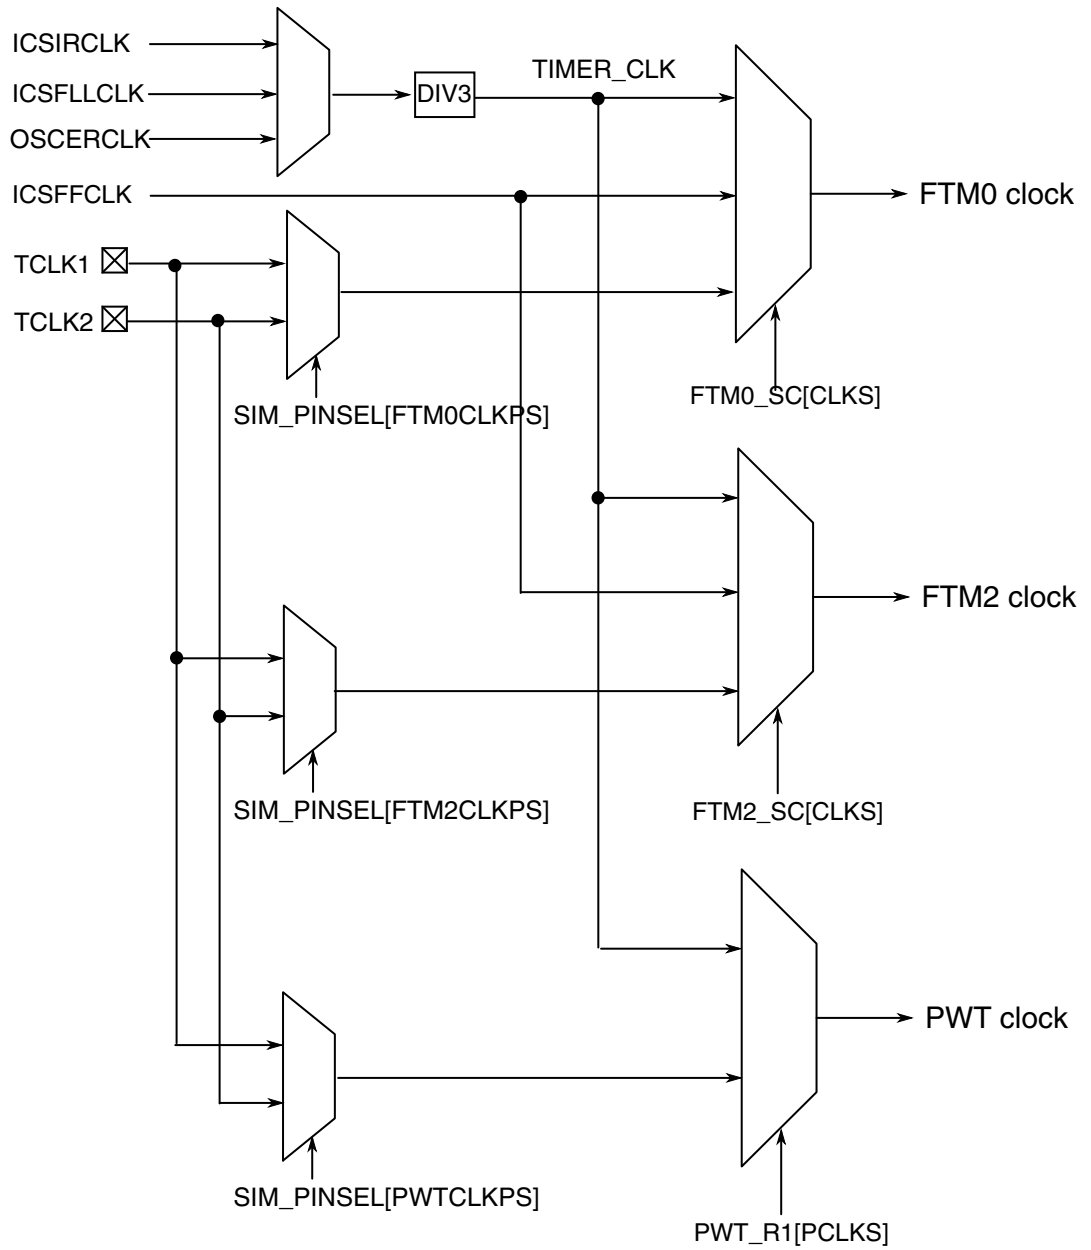 ICSIRCLK
ICSFLLCLK
OSCERCLK
DIV3
TIMER_CLK
ICSFFCLK
FTM0 clock
TCLK1
TCLK2
FTM0_SC[CLKS]
SIM_PINSEL[FTM0CLKPS]
FTM2 clock
SIM_PINSEL[FTM2CLKPS]
FTM2_SC[CLKS]
PWT clock
SIM_PINSEL[PWTCLKPS]
PWT_R1[PCLKS]